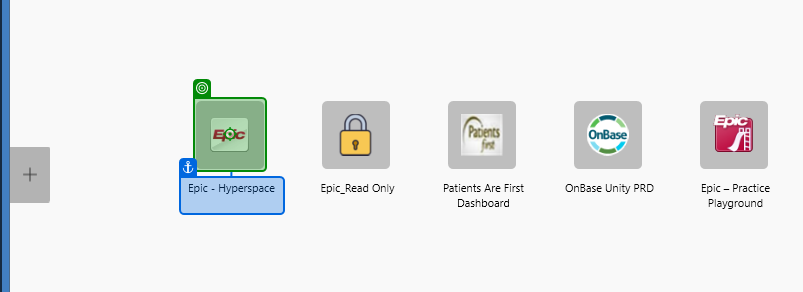 Epic
Patients
first
OnBase
Epic
Epic - Hyperspace
Epic_Read Only
Patients Are First
Dashboard
OnBase Unity PRD
Epic – Practice
Playground